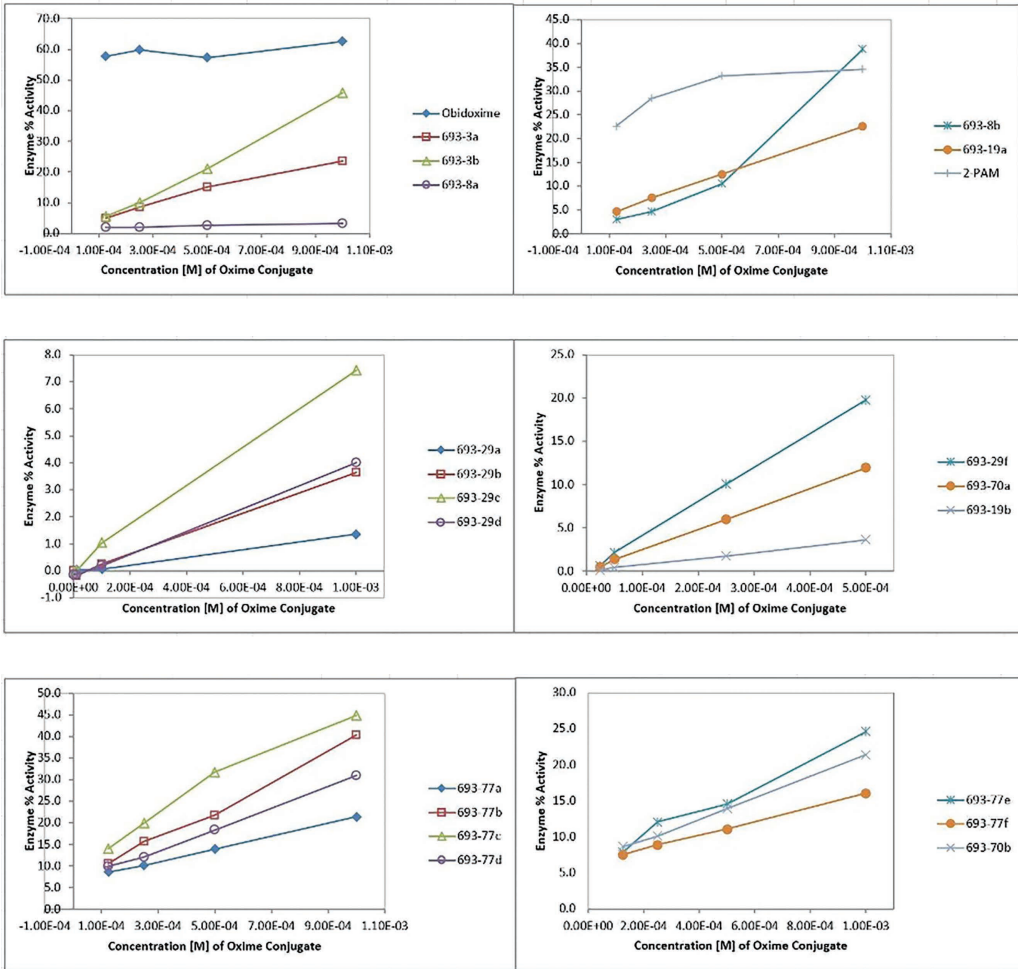 70.0
60.0
50.0
40.0
30.0
20.0
10.0
0.0
Enzyme % Activity
-1.00E-04 1.00E-04 3.00E-04 5.00E-04 7.00E-04 9.00E-04 1.10E-03
Concentration [M] of Oxime Conjugate
Obidoxime
693-3a
693-3b
693-8a
45.0
40.0
35.0
30.0
25.0
20.0
15.0
10.0
5.0
0.0
Enzyme % Activity
-1.00E-04 1.00E-04 3.00E-04 5.00E-04 7.00E-04 9.00E-04 1.10E-03
Concentration [M] of Oxime Conjugate
693-8b
693-19a
2-PAM
8.0
7.0
6.0
5.0
4.0
3.0
2.0
1.0
0.0
-1.0
Enzyme % Activity
0.00E+00 2.00E-04 4.00E-04 6.00E-04 8.00E-04 1.00E-03
Concentration [M] of Oxime Conjugate
693-29a
693-29b
693-29c
693-29d
25.0
20.0
15.0
10.0
5.0
0.0
Enzyme % Activity
0.00E+00 1.00E-04 2.00E-04 3.00E-04 4.00E-04 5.00E-04
Concentration [M] of Oxime Conjugate
693-29f
693-70a
693-19b
50.0
45.0
40.0
35.0
30.0
25.0
20.0
15.0
10.0
5.0
0.0
Enzyme % Activity
-1.00E-04 1.00E-04 3.00E-04 5.00E-04 7.00E-04 9.00E-04 1.10E-03
Concentration [M] of Oxime Conjugate
693-77a
693-77b
693-77c
693-77d
30.0
25.0
20.0
15.0
10.0
5.0
0.0
Enzyme % Activity
0.00E+00 2.00E-04 4.00E-04 6.00E-04 8.00E-04 1.00E-03
Concentration [M] of Oxime Conjugate
693-77e
693-77f
693-70b